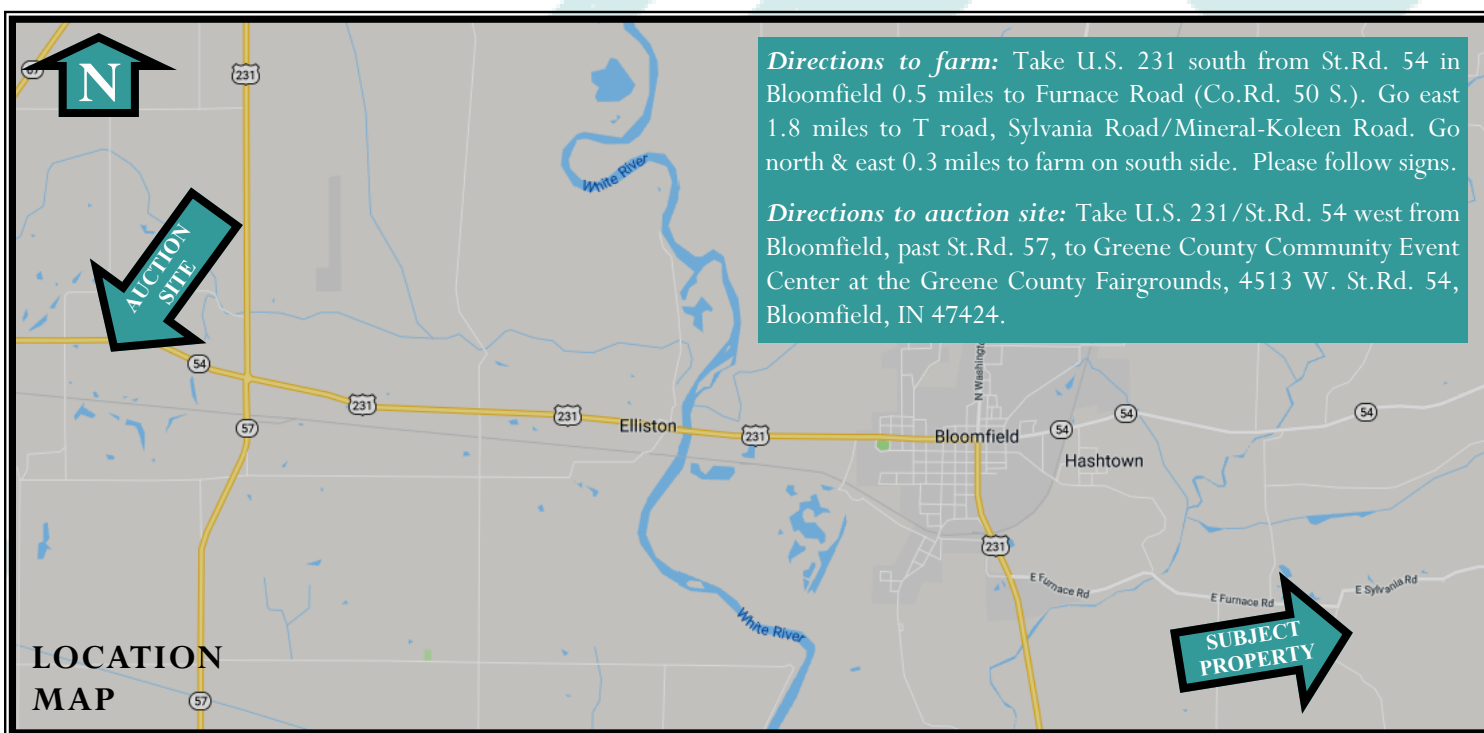 N
67
231
Directions to farm: Take U.S. 231 south from St.Rd. 54 in
Bloomfield 0.5 miles to Furnace Road (Co.Rd. 50 S.). Go east
1.8 miles to T road, Sylvania Road/Mineral-Koleen Road. Go
north & east 0.3 miles to farm on south side. Please follow signs.
Directions to auction site: Take U.S. 231/St.Rd. 54 west from
Bloomfield, past St.Rd. 57, to Greene County Community Event
Center at the Greene County Fairgrounds, 4513 W. St.Rd. 54,
Bloomfield, IN 47424.
White River
AUCTION
SITE
54
231
231
57
Elliston
231
N Washington
Bloomfield
54
54
54
Hashtown
231
E Furnace Rd
E Furnace Rd
E Sylvania Rd
White River
SUBJECT
PROPERTY
LOCATION
MAP
57